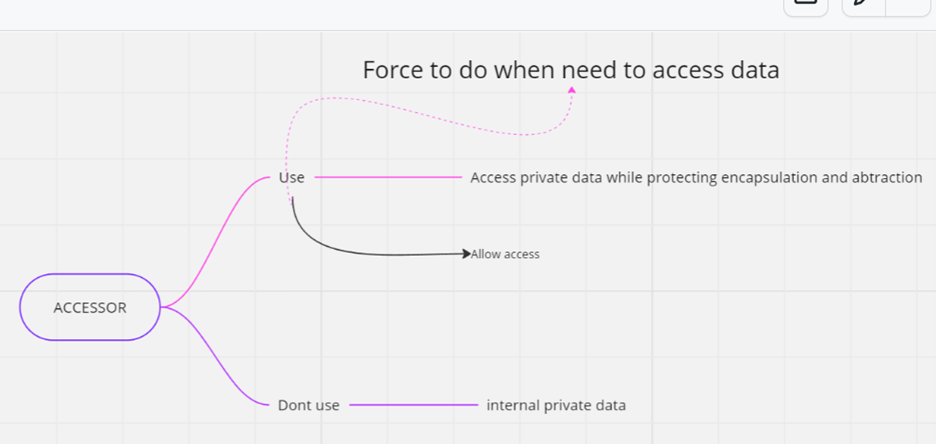 Force to do when need to access data
Use
Access private data while protecting encapsulation and abtraction
Allow access
ACCESSOR
Dont use
internal private data